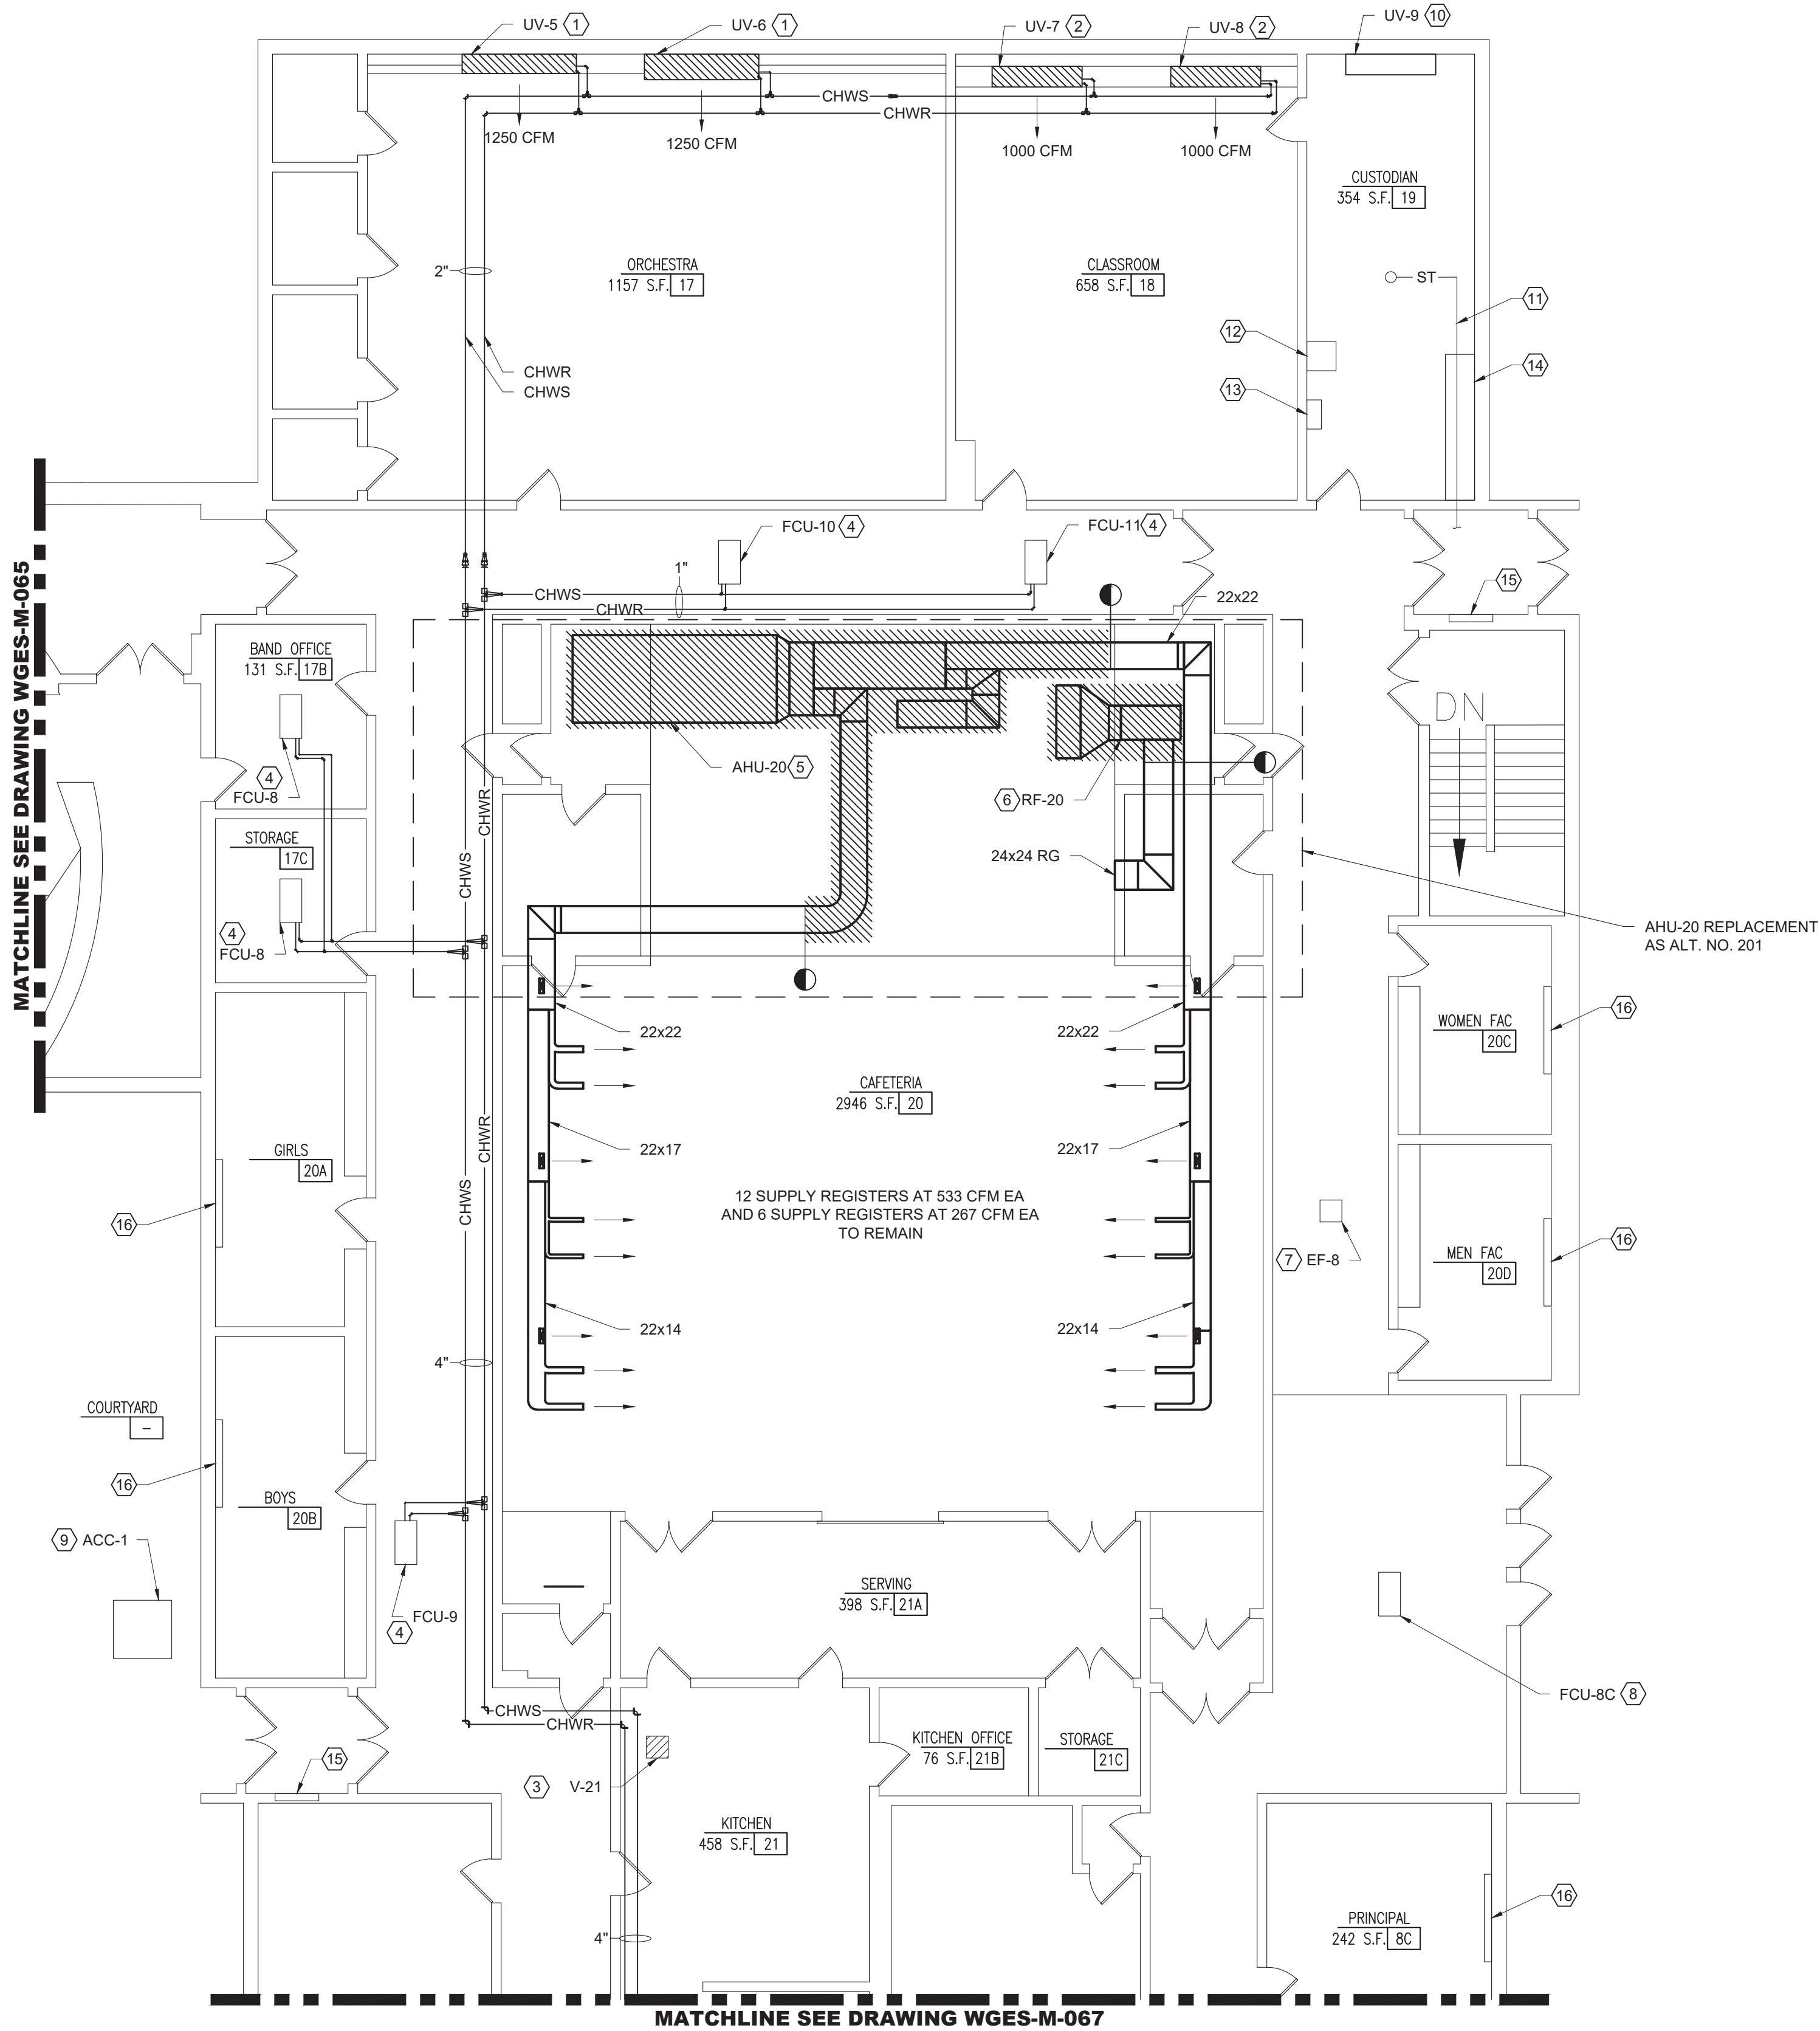 UV-5 1
UV-6 1
UV-7 2
UV-8 2
UV-9 10
CHWS
CHWR
1250 CFM
1250 CFM
1000 CFM
1000 CFM
CUSTODIAN
354 S.F. 19
ORCHESTRA
1157 S.F. 17
CLASSROOM
658 S.F. 18
2"
ST
11
12
13
14
CHWR
CHWS
MATCHLINE SEE DRAWING WGES-M-065
FCU-10 4
FCU-11 4
1"
CHWS
CHWR
15
22x22
BAND OFFICE
131 S.F. 17B
DN
4
FCU-8
AHU-20 5
6 RF-20
CHWR
CHWS
STORAGE
17C
24x24 RG
4
FCU-8
AHU-20 REPLACEMENT
AS ALT. NO. 201
22x22
22x22
WOMEN FAC
20C
16
CAFETERIA
2946 S.F. 20
GIRLS
20A
CHWR
CHWS
22x17
22x17
12 SUPPLY REGISTERS AT 533 CFM EA
AND 6 SUPPLY REGISTERS AT 267 CFM EA
TO REMAIN
16
7 EF-8
MEN FAC
20D
16
22x14
22x14
4"
COURTYARD
–
16
BOYS
20B
9 ACC-1
SERVING
398 S.F. 21A
FCU-9
4
FCU-8C 8
CHWS
CHWR
KITCHEN OFFICE
76 S.F. 21B
STORAGE
21C
15
3 V-21
KITCHEN
458 S.F. 21
16
PRINCIPAL
242 S.F. 8C
4"
MATCHLINE SEE DRAWING WGES-M-067